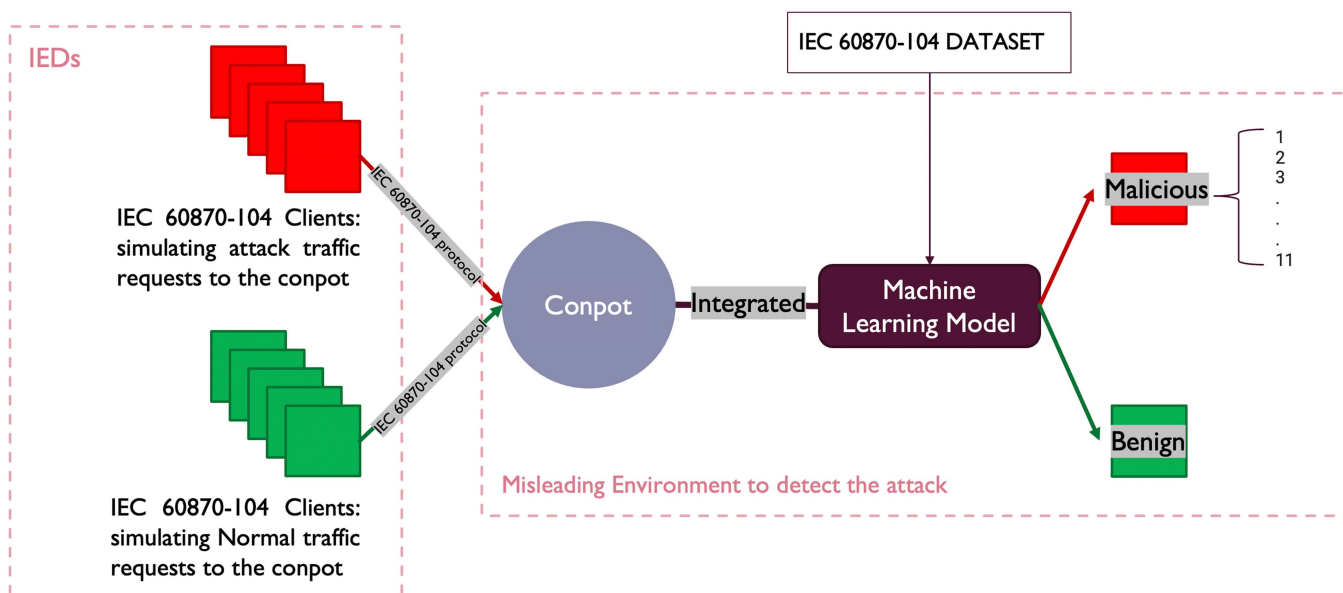 IEDs
IEC 60870-104 Clients:
simulating attack traffic
requests to the conpot
IEC 60870-104 protocol
IEC 60870-104 Clients:
simulating Normal traffic
requests to the conpot
IEC 60870-104 protocol
Conpot
Integrated
IEC 60870-104 DATASET
Machine
Learning Model
Malicious
1
2
3
.
.
.
11
Benign
Misleading Environment to detect the attack